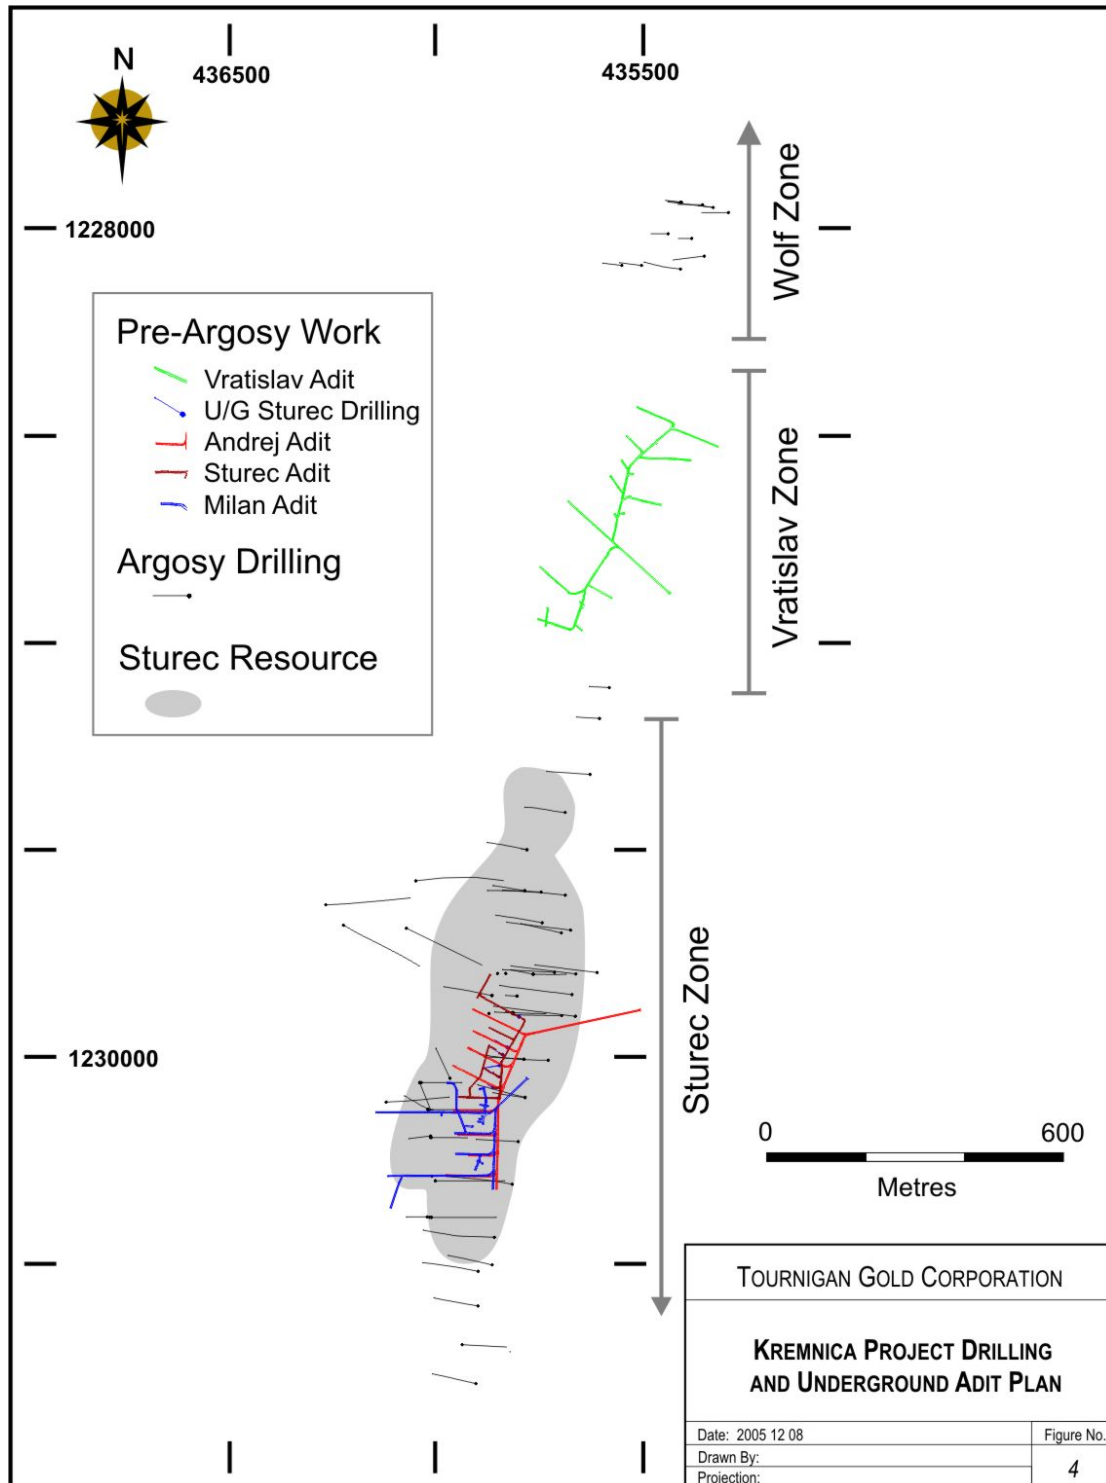 N
436500
435500
1228000
Wolf Zone
Pre-Argosy Work
Vratislav Adit
U/G Sturec Drilling
Andrej Adit
Sturec Adit
Milan Adit
Argosy Drilling
Sturec Resource
Vratislav Zone
Sturec Zone
1230000
0 600
Metres
TOURNIGAN GOLD CORPORATION
KREMNICA PROJECT DRILLING
AND UNDERGROUND ADIT PLAN
Date: 2005 12 08
Figure No.
Drawn By:
4
Projection: